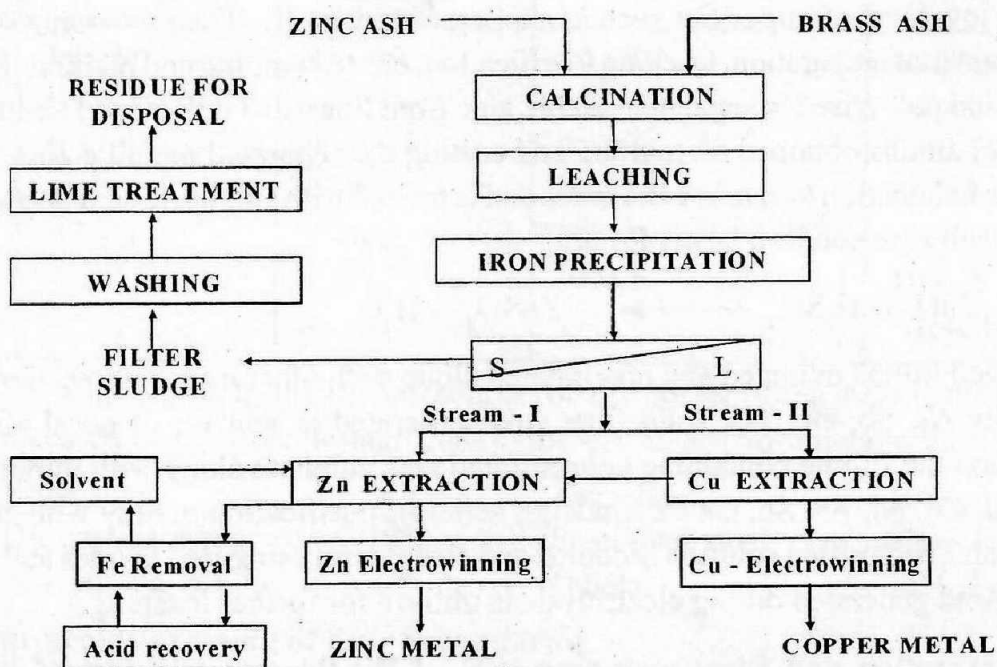 ZINC ASH
BRASS ASH
RESIDUE FOR
DISPOSAL
CALCINATION
LIME TREATMENT
LEACHING
WASHING
IRON PRECIPITATION
FILTER
SLUDGE
S
L
Stream - I
Stream - II
Solvent
Zn EXTRACTION
Cu EXTRACTION
Fe Removal
Zn Electrowinning
Cu - Electrowinning
Acid recovery
ZINC METAL
COPPER METAL